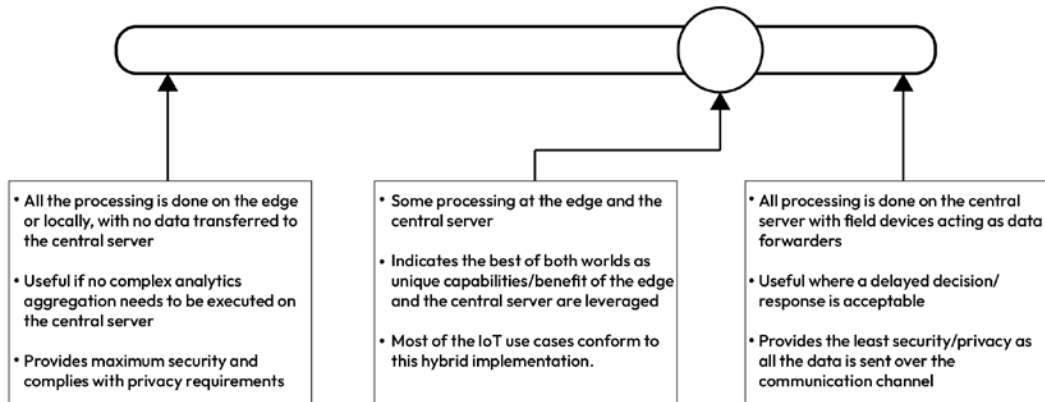 • All the processing is done on the edge
or locally, with no data transferred to
the central server
• Useful if no complex analytics
aggregation needs to be executed on
the central server
• Provides maximum security and
complies with privacy requirements
• Some processing at the edge and the
central server
• Indicates the best of both worlds as
unique capabilities/benefit of the edge
and the central server are leveraged
• Most of the IoT use cases conform to
this hybrid implementation.
• All processing is done on the central
server with field devices acting as data
forwarders
• Useful where a delayed decision/
response is acceptable
• Provides the least security/privacy as
all the data is sent over the
communication channel